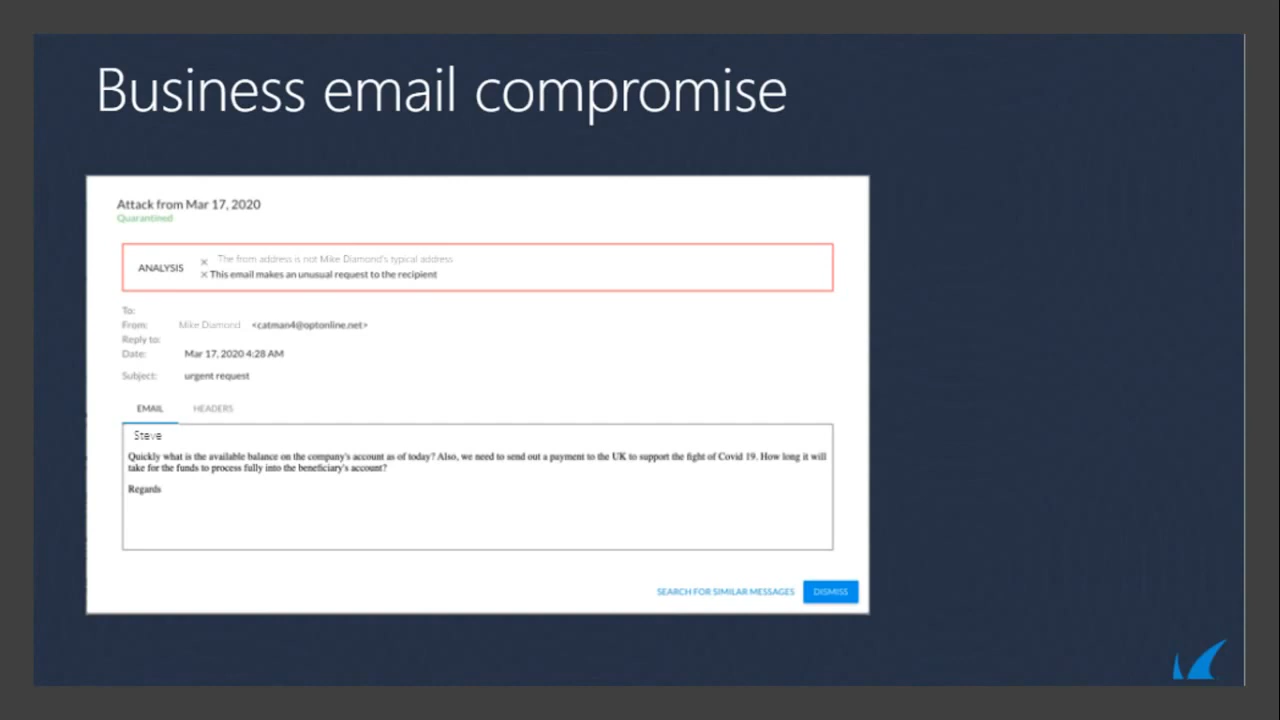 Business email compromise
Attack from Mar 17, 2020
Quarantined
ANALYSIS
× The from address is not Mike Diamond's typical address
× This email makes an unusual request to the recipient
To:
From: Mike Diamond <catman4@optonline.net>
Reply to:
Date: Mar 17, 2020 4:28 AM
Subject: urgent request
EMAIL HEADERS
Steve
Quickly what is the available balance on the company's account as of today? Also, we need to send out a payment to the UK to support the fight of Covid 19. How long it will
take for the funds to process fully into the beneficiary's account?
Regards
SEARCH FOR SIMILAR MESSAGES DISMISS